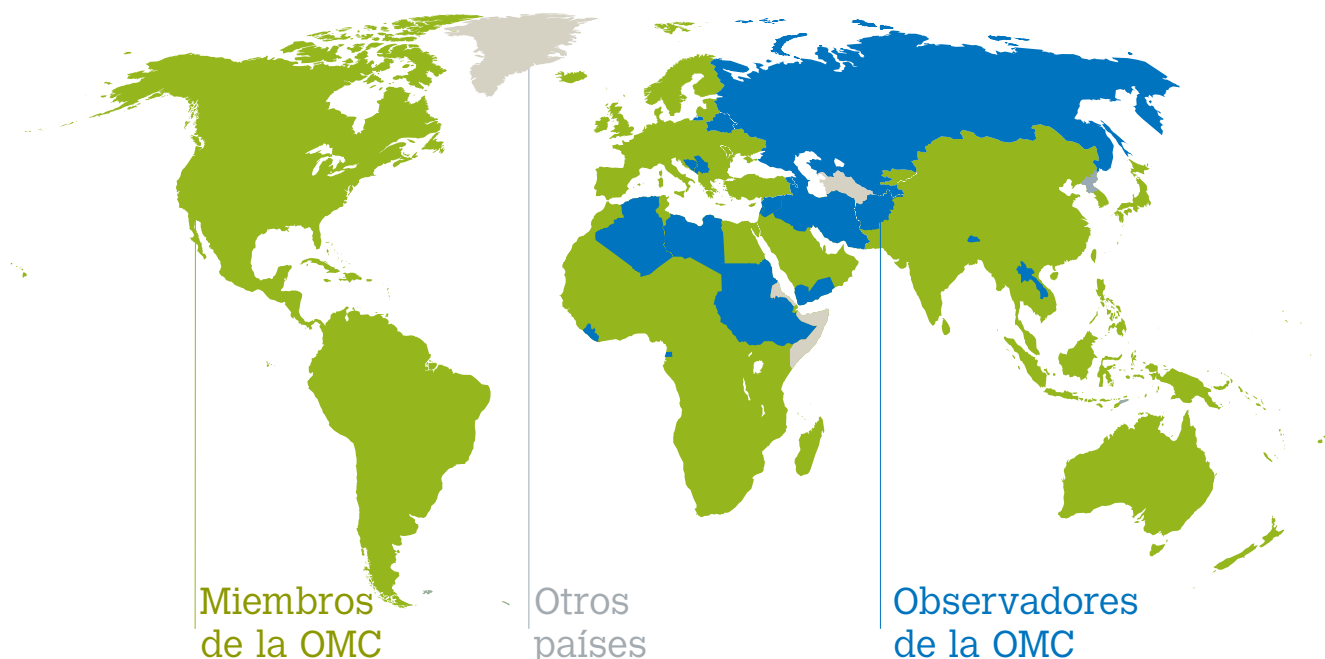 Miembros
de la OMC
Otros
países
Observadores
de la OMC